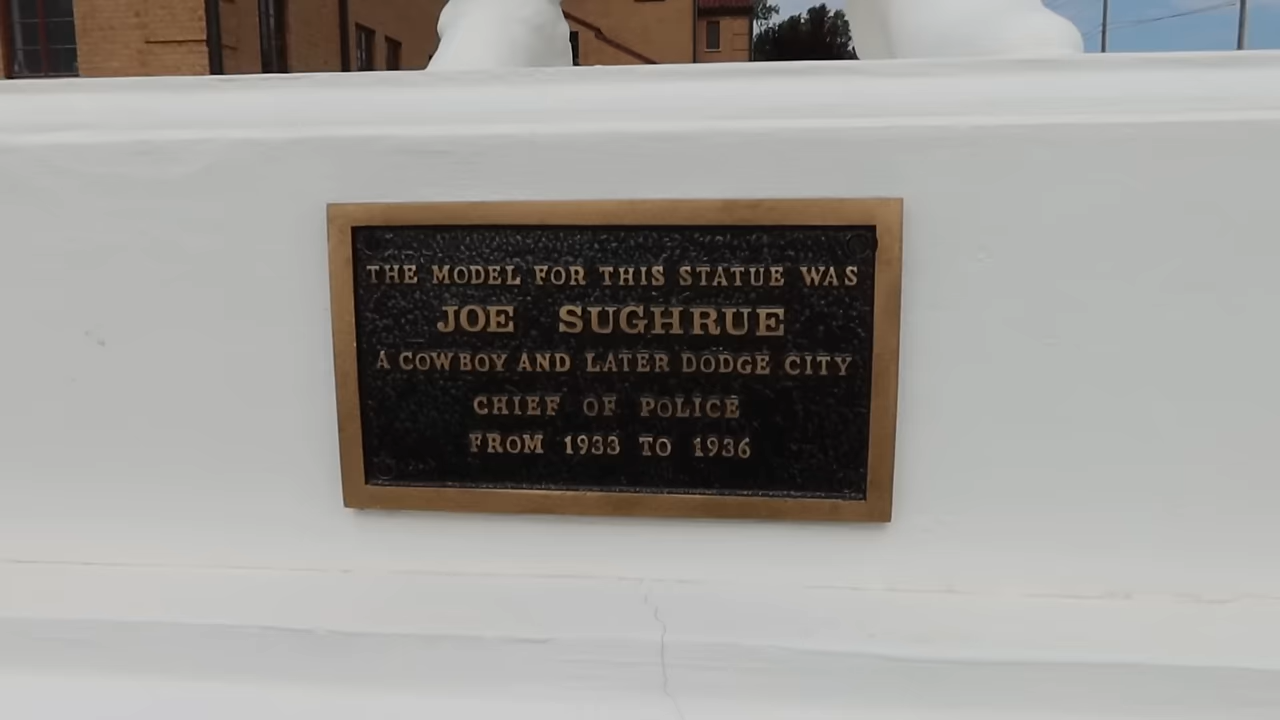 THE MODEL FOR THIS STATUE WAS
JOE SUGHRUE
A COWBOY AND LATER DODGE CITY
CHIEF OF POLICE
FROM 1933 TO 1936